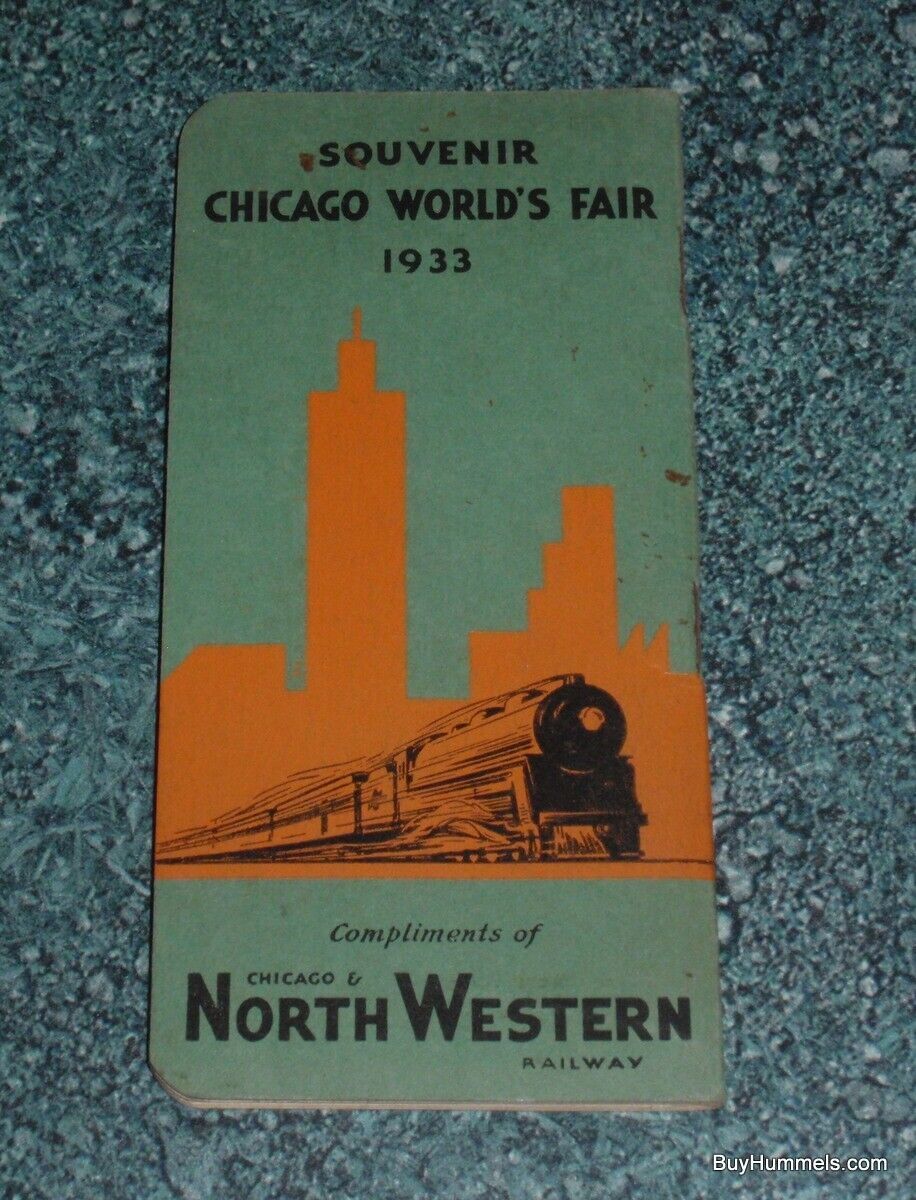 SOUVENIR
CHICAGO WORLD'S FAIR
1933
Compliments of
CHICAGO &
NORTH WESTERN
RAILWAY
BuyHummels.com